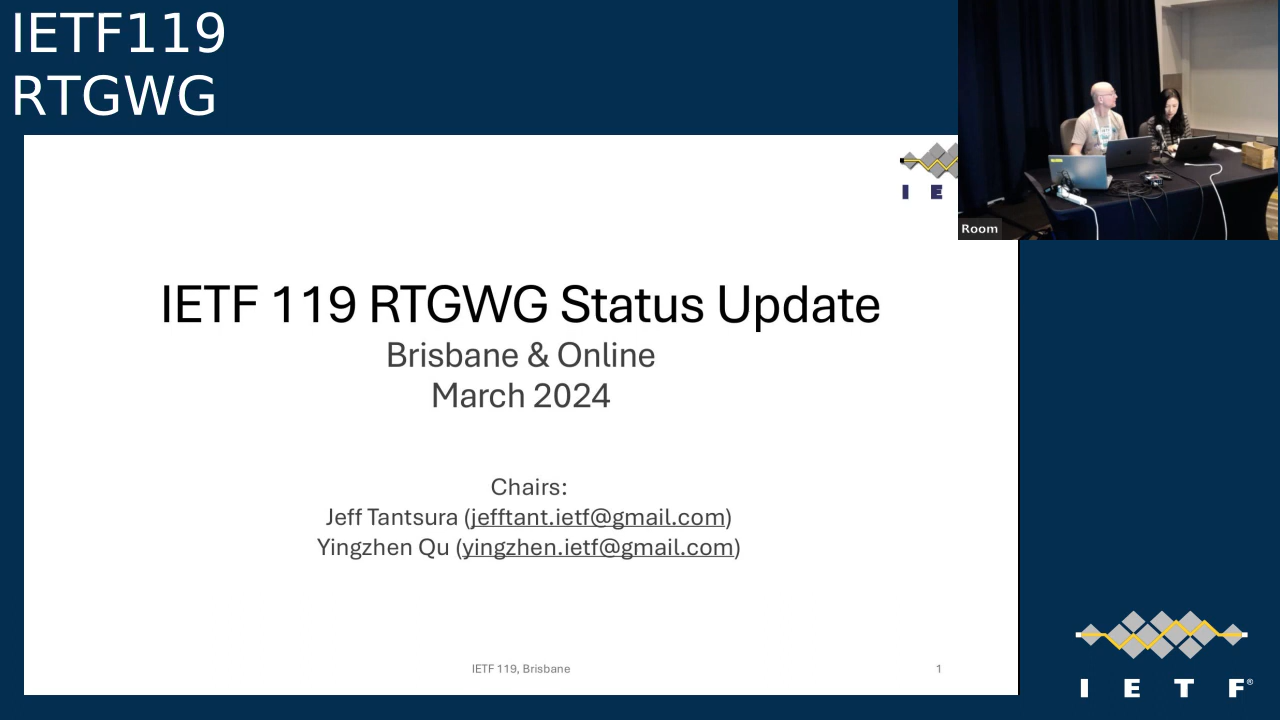 IETF119
RTGWG
I E
Room
IETF 119 RTGWG Status Update
Brisbane & Online
March 2024
Chairs:
Jeff Tantsura (jefftant.ietf@gmail.com)
Yingzhen Qu (yingzhen.ietf@gmail.com)
IETF 119, Brisbane
1
I E T F®